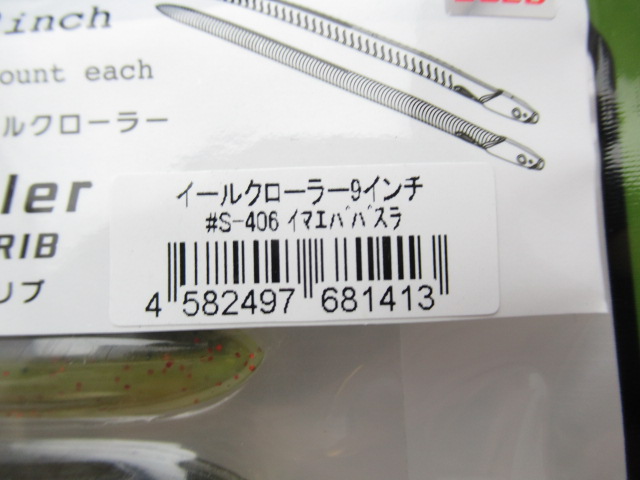 inch
ount each
ルクローラー
ler
RIB
リブ
イールクローラー9インチ
#S-406 イマエババスラ
4 582497 681413